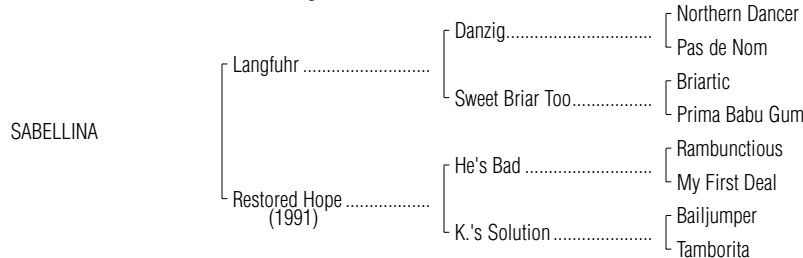 Northern Dancer
Danzig..............................
Pas de Nom
Langfuhr ..........................
Briartic
Sweet Briar Too................
Prima Babu Gum
SABELLINA
Rambunctious
He's Bad ..........................
My First Deal
Restored Hope .................
(1991)
Bailjumper
K.'s Solution....................
Tamborita